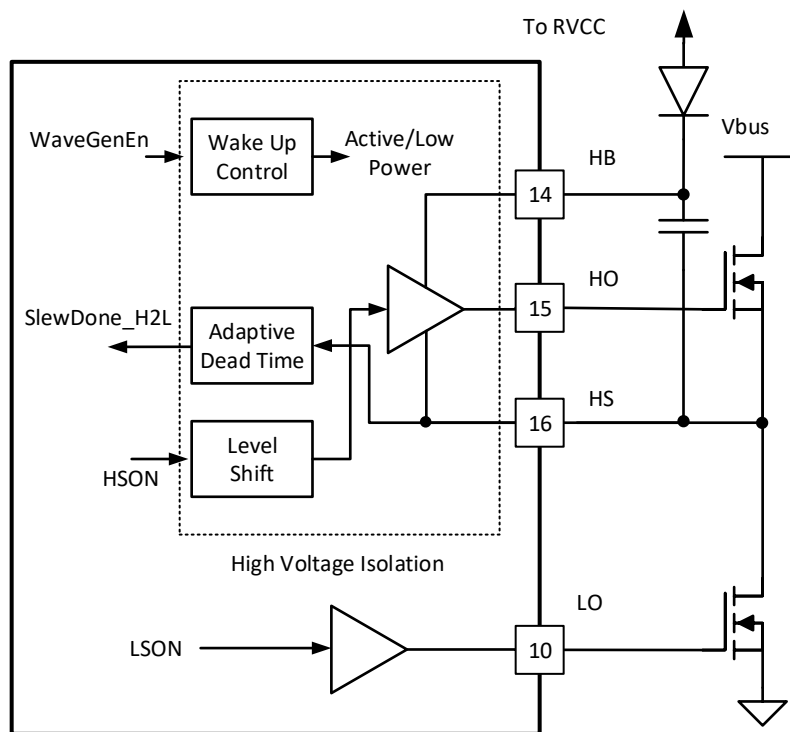 To RVCC
Vbus
WaveGenEn
Wake Up
Control
Active/Low
Power
HB
14
HO
15
SlewDone_H2L
Adaptive
Dead Time
HS
16
HSON
Level
Shift
High Voltage Isolation
LO
LSON
10